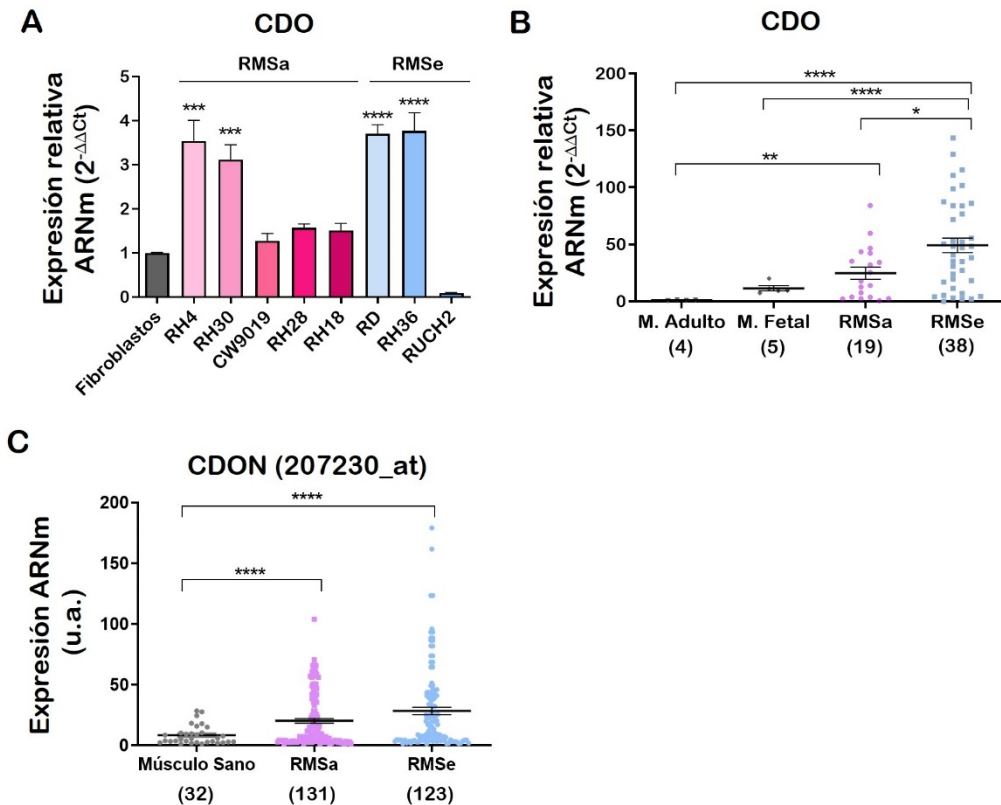 A
CDO
RMSa RMSe
Expresión relativa
ARNm (2-ΔΔCt)
5
4
3
2
1
0
*** *** **** ****
Fibroblastos RH4 RH30 CW9019 RH28 RH18 RD RH36 RUCH2
B
CDO
Expresión relativa
ARNm (2-ΔΔCt)
200
150
100
50
0
****
****
*
**
M. Adulto M. Fetal RMSa RMSe
(4) (5) (19) (38)
C
CDON (207230_at)
Expresión ARNm
(u.a.)
200
150
100
50
0
****
****
Músculo Sano RMSa RMSe
(32) (131) (123)